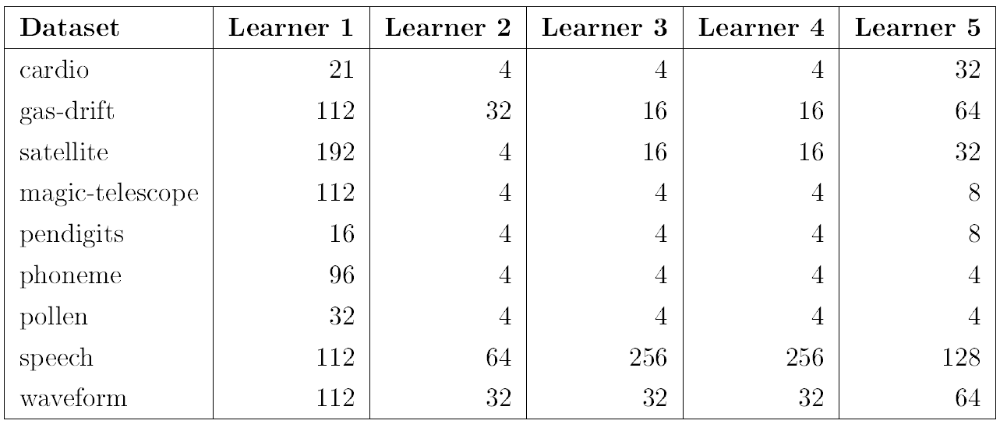 Dataset Learner 1 Learner 2 Learner 3 Learner 4 Learner 5
cardio 21 4 4 4 32
gas-drift 112 32 16 16 64
satellite 192 4 16 16 32
magic-telescope 112 4 4 4 8
pendigits 16 4 4 4 8
phoneme 96 4 4 4 4
pollen 32 4 4 4 4
speech 112 64 256 256 128
waveform 112 32 32 32 64